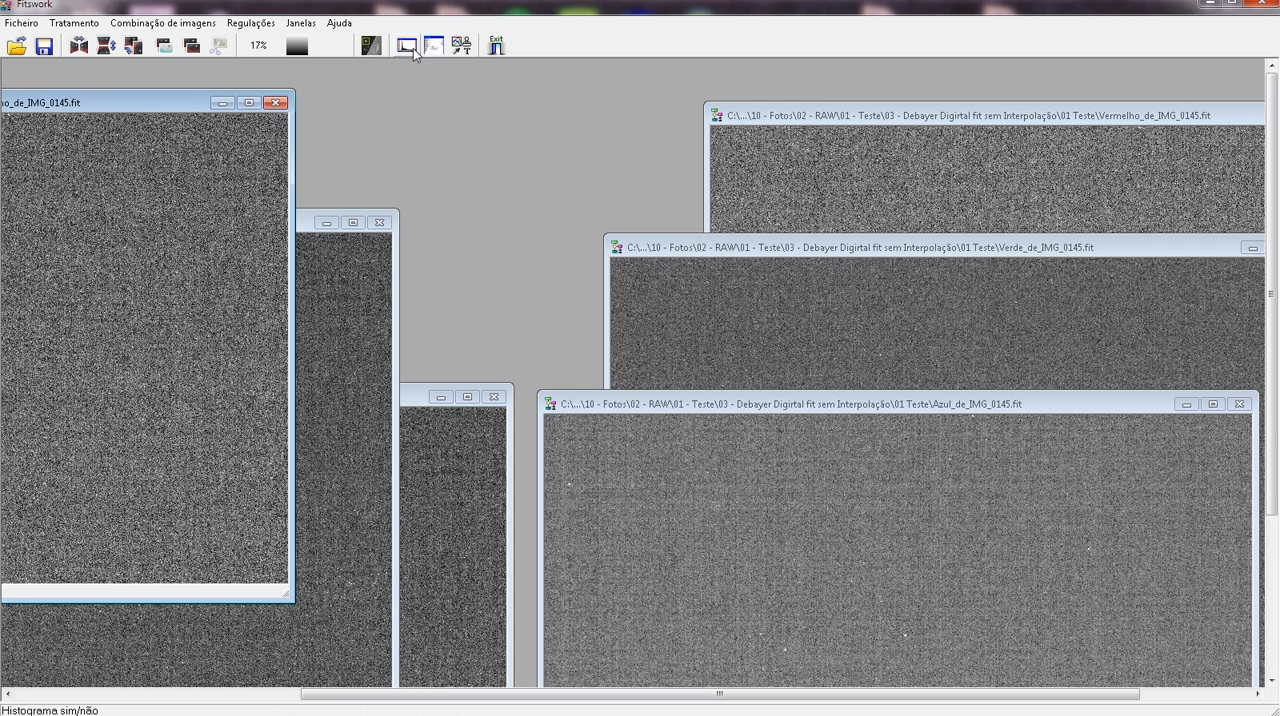 Fitswork
Ficheiro Tratamento Combinação de imagens Regulações Janelas Ajuda
17%
Exit
ho_de_IMG_0145.fit
C:\...\10 - Fotos\02 - RAW\01 - Teste\03 - Debayer Digirtal fit sem Interpolação\01 Teste\Vermelho_de_IMG_0145.fit
C:\...\10 - Fotos\02 - RAW\01 - Teste\03 - Debayer Digirtal fit sem Interpolação\01 Teste\Verde_de_IMG_0145.fit
C:\...\10 - Fotos\02 - RAW\01 - Teste\03 - Debayer Digirtal fit sem Interpolação\01 Teste\Azul_de_IMG_0145.fit
Histograma sim/não